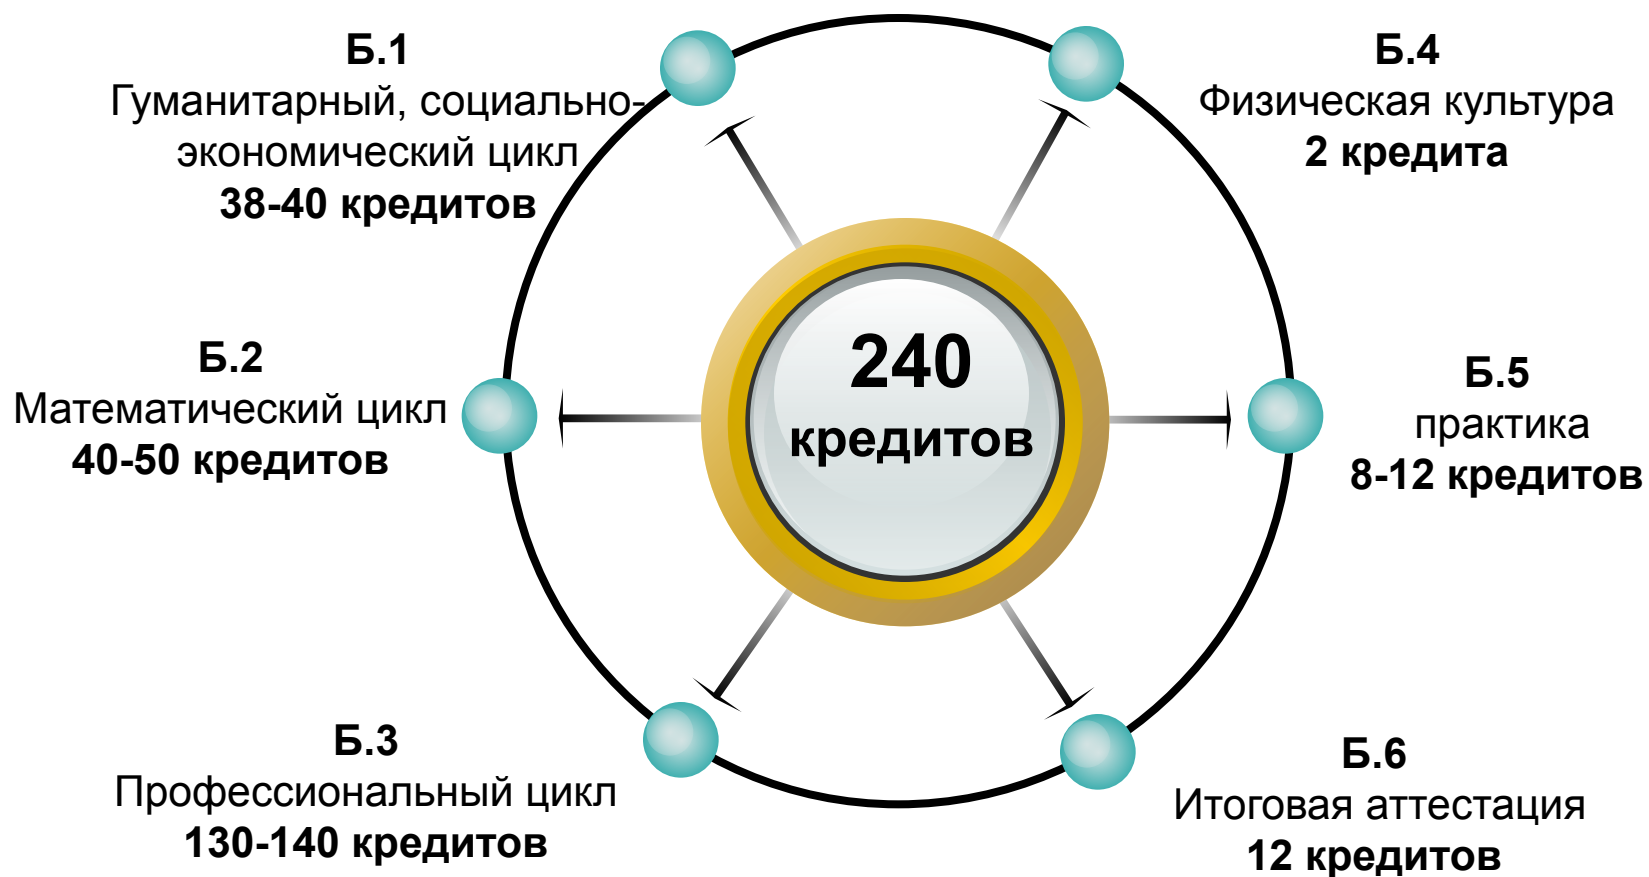 Б.1
Гуманитарный, социально-
экономический цикл
38-40 кредитов
Б.2
Математический цикл
40-50 кредитов
Б.3
Профессиональный цикл
130-140 кредитов
240
кредитов
Б.4
Физическая культура
2 кредита
Б.5
практика
8-12 кредитов
Б.6
Итоговая аттестация
12 кредитов